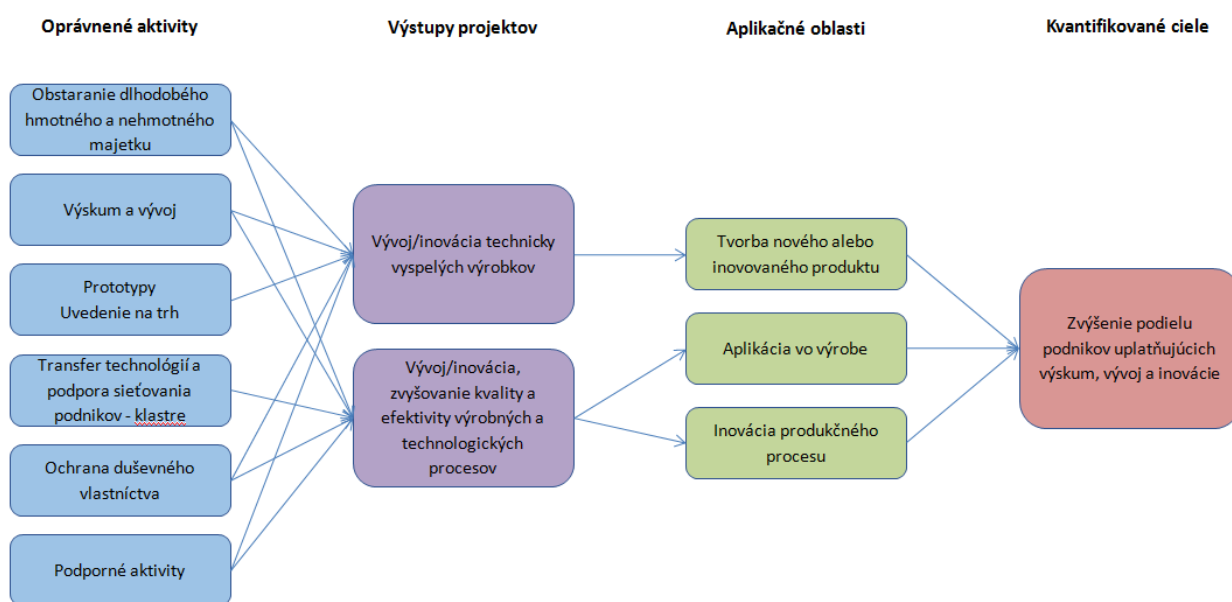 Oprávnené aktivity
Výstupy projektov
Aplikačné oblasti
Kvantifikované ciele
Obstaranie dlhodobého
hmotného a nehmotného
majetku
Výskum a vývoj
Prototypy
Uvedenie na trh
Transfer technológií a
podpora sieťovania
podnikov - klastre
Ochrana duševného
vlastníctva
Podporné aktivity
Vývoj/inovácia technicky
vyspelých výrobkov
Vývoj/inovácia,
zvyšovanie kvality a
efektivity výrobných a
technologických
procesov
Tvorba nového alebo
inovovaného produktu
Aplikácia vo výrobe
Inovácia produkčného
procesu
Zvýšenie podielu
podnikov uplatňujúcich
výskum, vývoj a inovácie